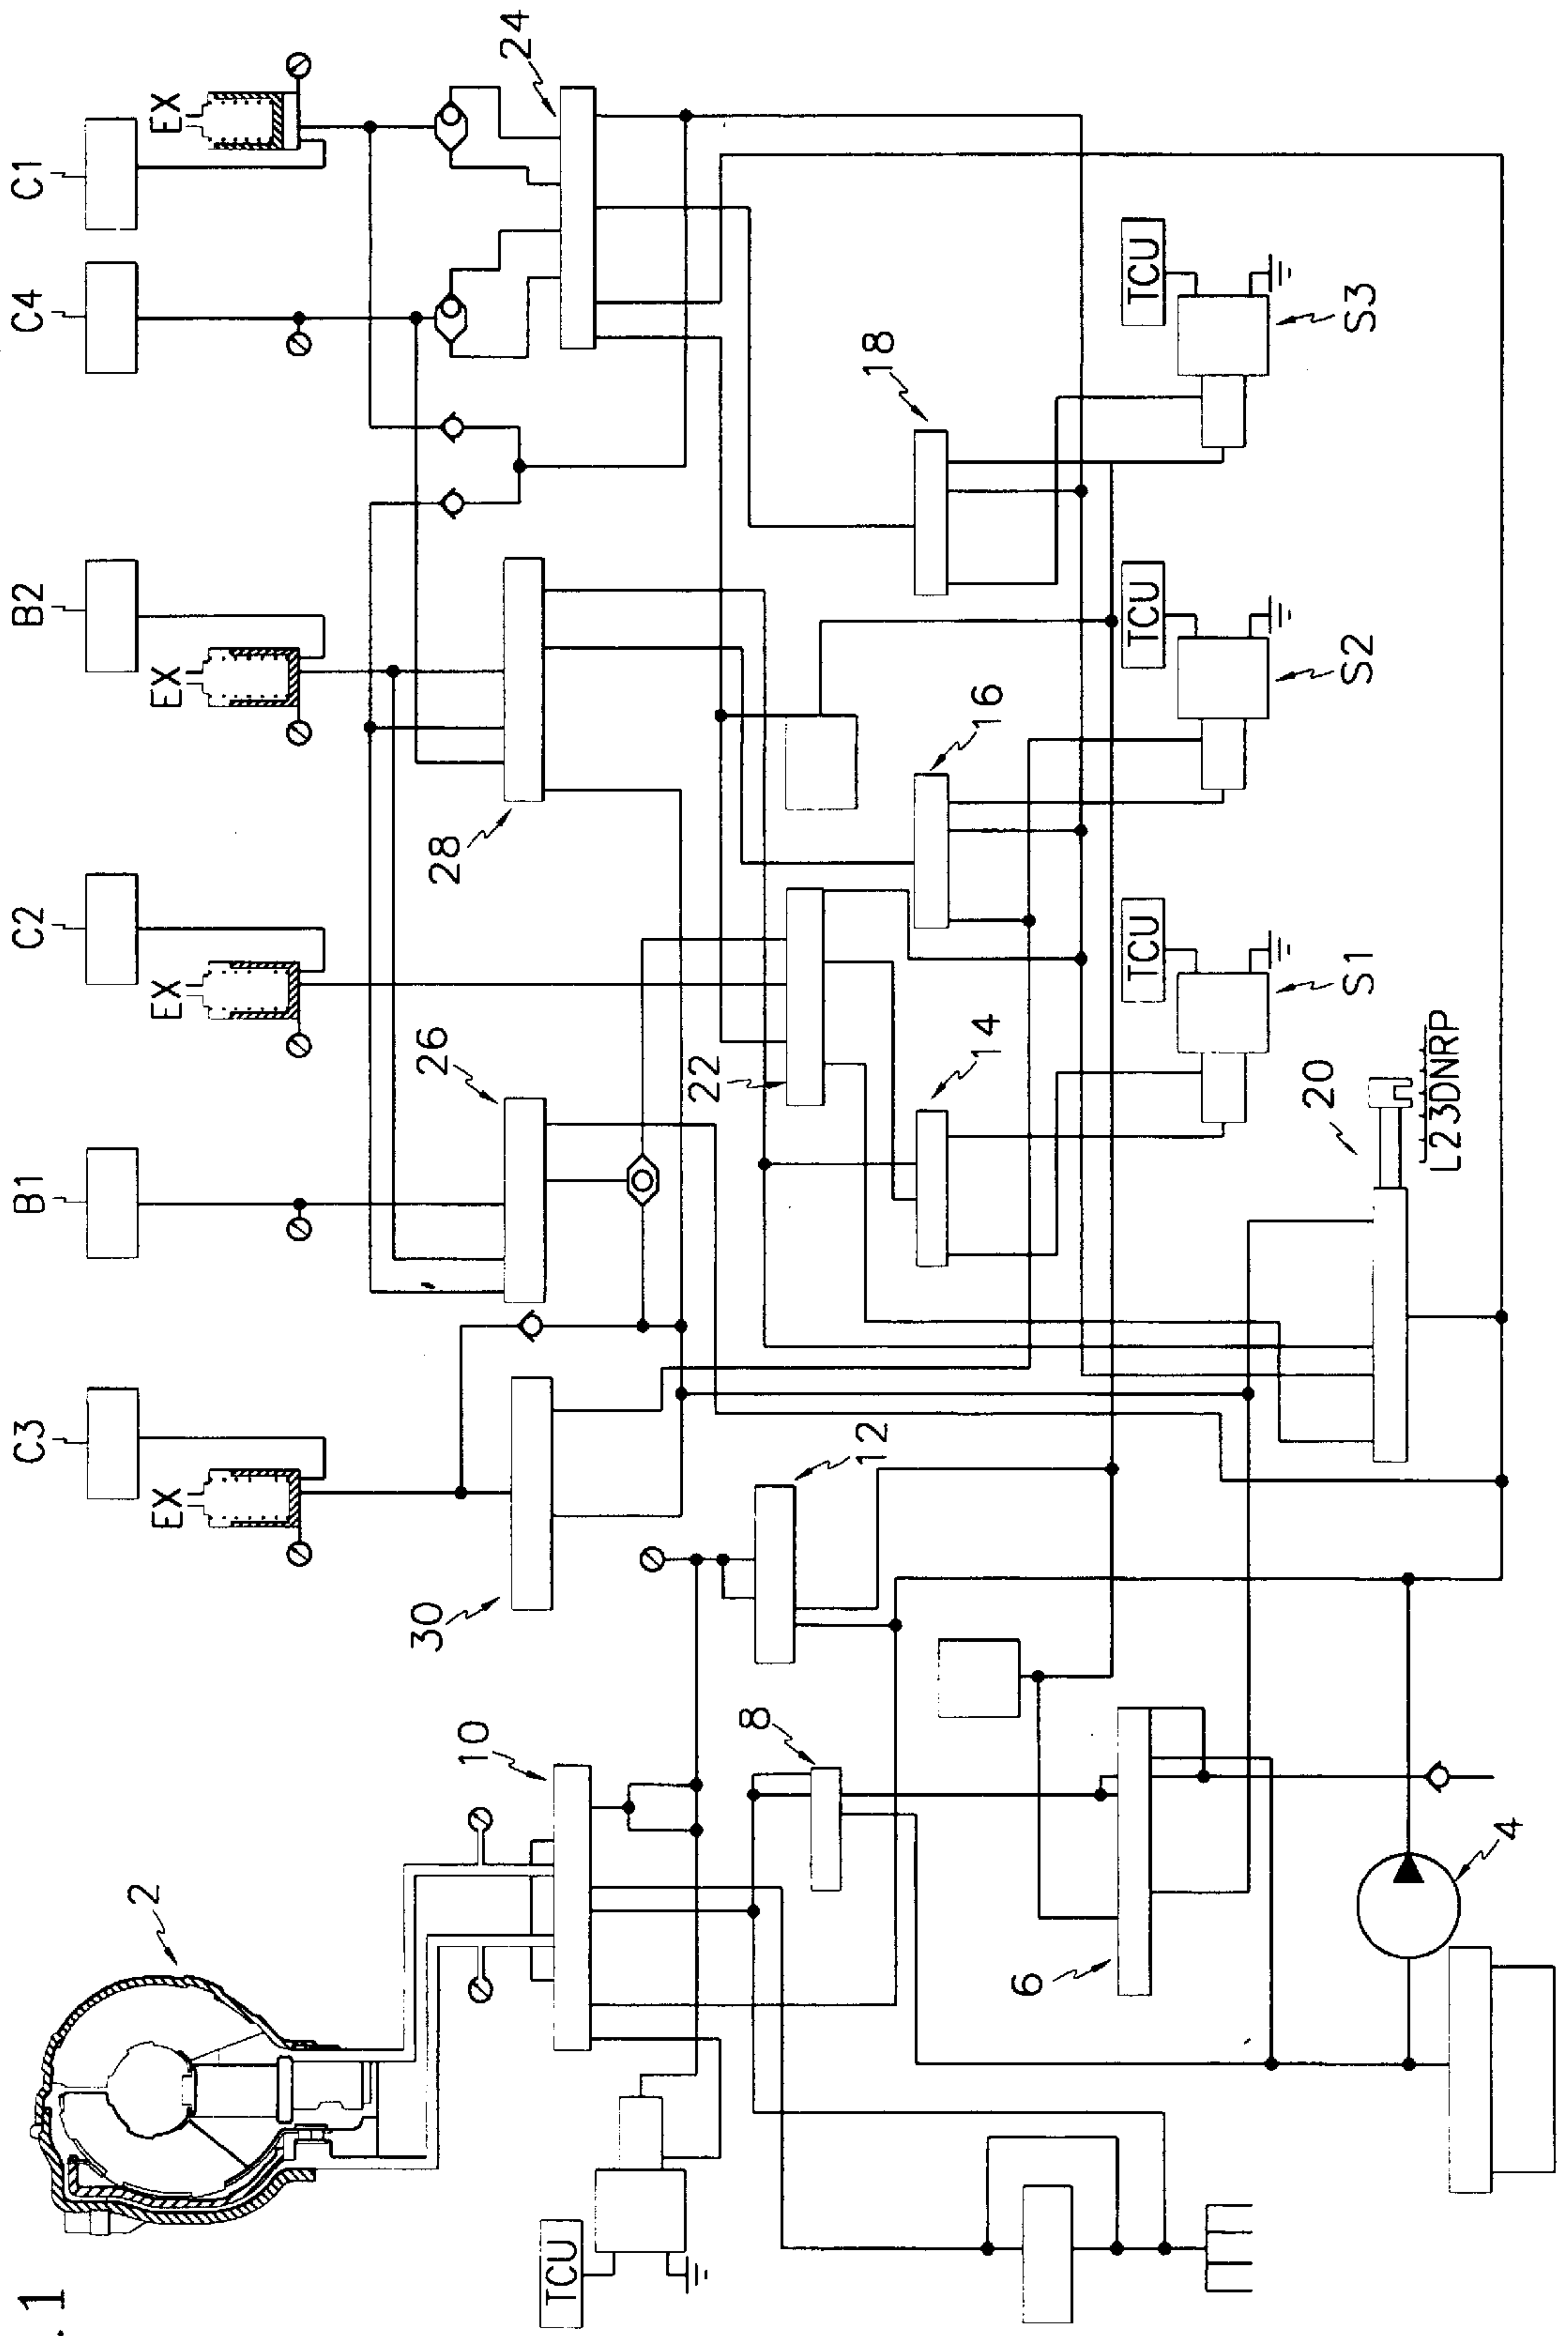 . 1
C3
B1
C2
B2
C4
C1
EX
EX
EX
EX
2
10
30
26
28
24
TCU
8
12
22
14
16
18
6
4
20
L23DNRP
TCU
S1
TCU
S2
TCU
S3